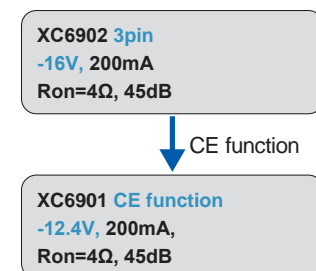 XC6902 3pin
-16V, 200mA
Ron=4Ω, 45dB
CE function
XC6901 CE function
-12.4V, 200mA,
Ron=4Ω, 45dB